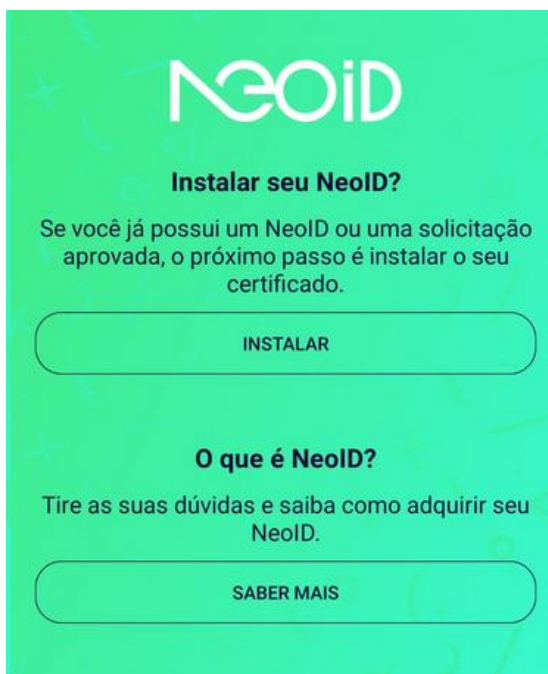 NEOiD
Instalar seu NeoID?
Se você já possui um NeoID ou uma solicitação
aprovada, o próximo passo é instalar o seu
certificado.
INSTALAR
O que é NeoID?
Tire as suas dúvidas e saiba como adquirir seu
NeoID.
SABER MAIS